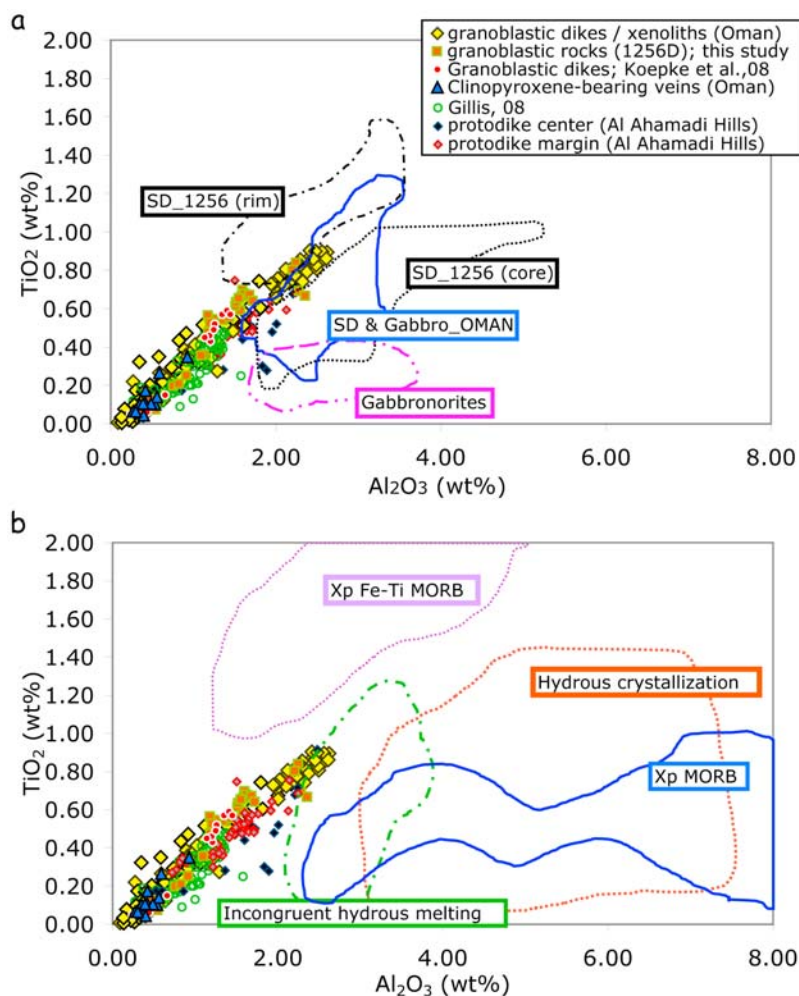 a
2.00
1.80
1.60
1.40
1.20
1.00
0.80
0.60
0.40
0.20
0.00
TiO2 (wt%)
granoblastic dikes / xenoliths (Oman)
granoblastic rocks (1256D); this study
Granoblastic dikes; Koepke et al.,08
Clinopyroxene-bearing veins (Oman)
Gillis, 08
protodike center (Al Ahamadi Hills)
protodike margin (Al Ahamadi Hills)
SD_1256 (rim)
SD_1256 (core)
SD & Gabbro_OMAN
Gabbronorites
0.00 2.00 4.00 6.00 8.00
Al2O3 (wt%)
b
2.00
1.80
1.60
1.40
1.20
1.00
0.80
0.60
0.40
0.20
0.00
TiO2 (wt%)
Xp Fe-Ti MORB
Hydrous crystallization
Xp MORB
Incongruent hydrous melting
0.00 2.00 4.00 6.00 8.00
Al2O3 (wt%)